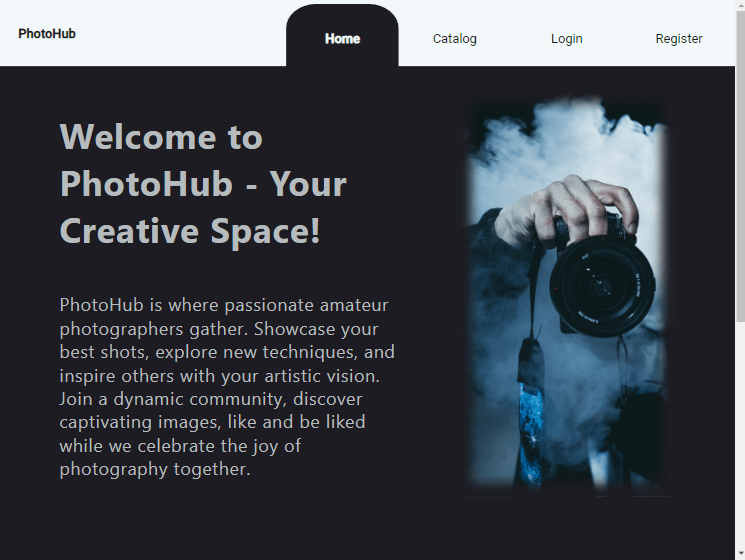 PhotoHub
Home
Catalog
Login
Register
Welcome to
PhotoHub - Your
Creative Space!
PhotoHub is where passionate amateur
photographers gather. Showcase your
best shots, explore new techniques, and
inspire others with your artistic vision.
Join a dynamic community, discover
captivating images, like and be liked
while we celebrate the joy of
photography together.